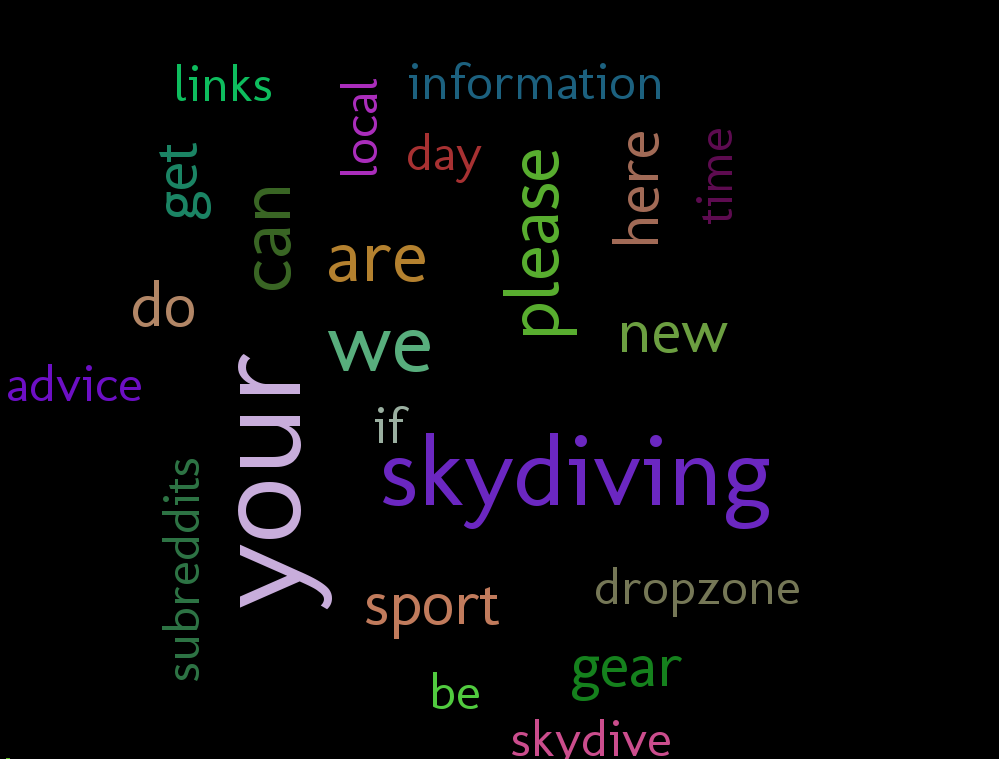 links
local
information
get
day
please
here
time
can
are
do
we
new
advice
your
if
skydiving
subreddits
sport
dropzone
gear
be
skydive